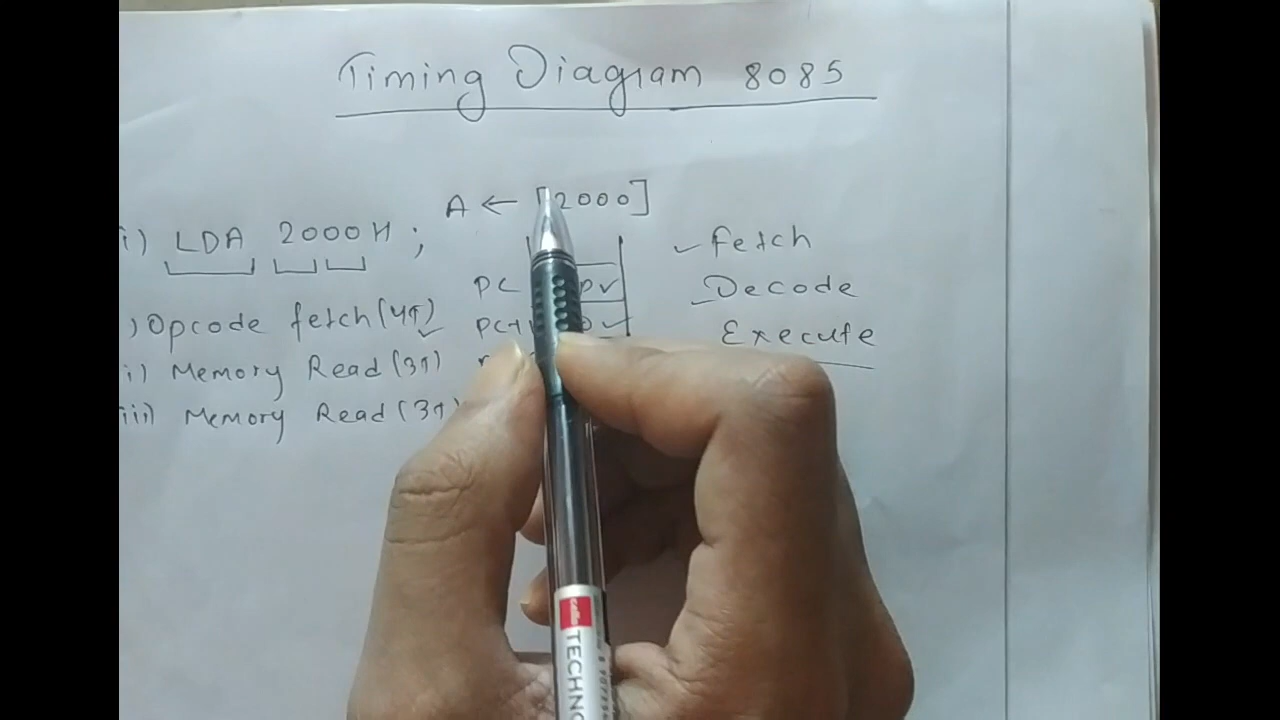 Timing Diagram 8085
A ← [2000]
i) LDA 2000H ;
✓ Fetch
PC
Decode
) Opcode fetch (4T)
PC+1
Execute
i) Memory Read (3T)
iii) Memory Read (3T)
TECHNO